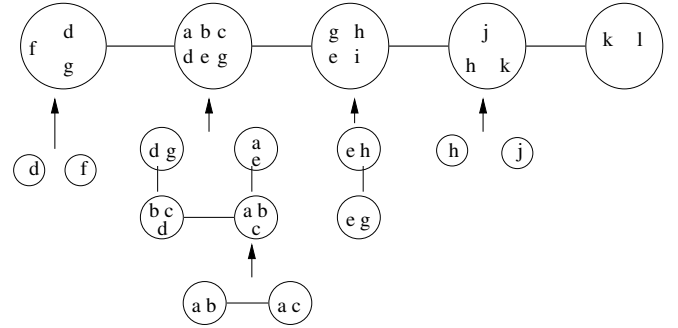 f d g
a b c
d e g
g h
e i
j
h k
k l
d f
d g
a
e
e h
h j
b c
d
a b
c
e g
a b
a c